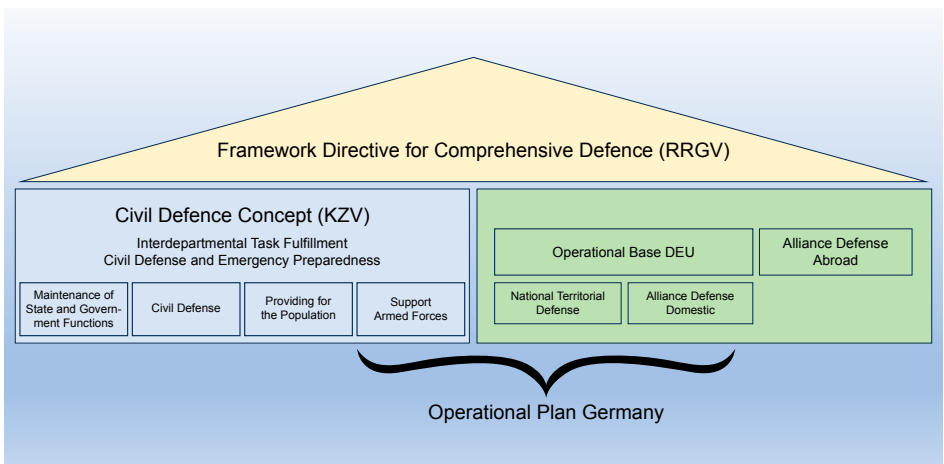 Framework Directive for Comprehensive Defence (RRGV)
Civil Defence Concept (KZV)
Interdepartmental Task Fulfillment
Civil Defense and Emergency Preparedness
Maintenance of
State and Govern-
ment Functions
Civil Defense
Providing for
the Population
Support
Armed Forces
Operational Base DEU
Alliance Defense
Abroad
National Territorial
Defense
Alliance Defense
Domestic
Operational Plan Germany